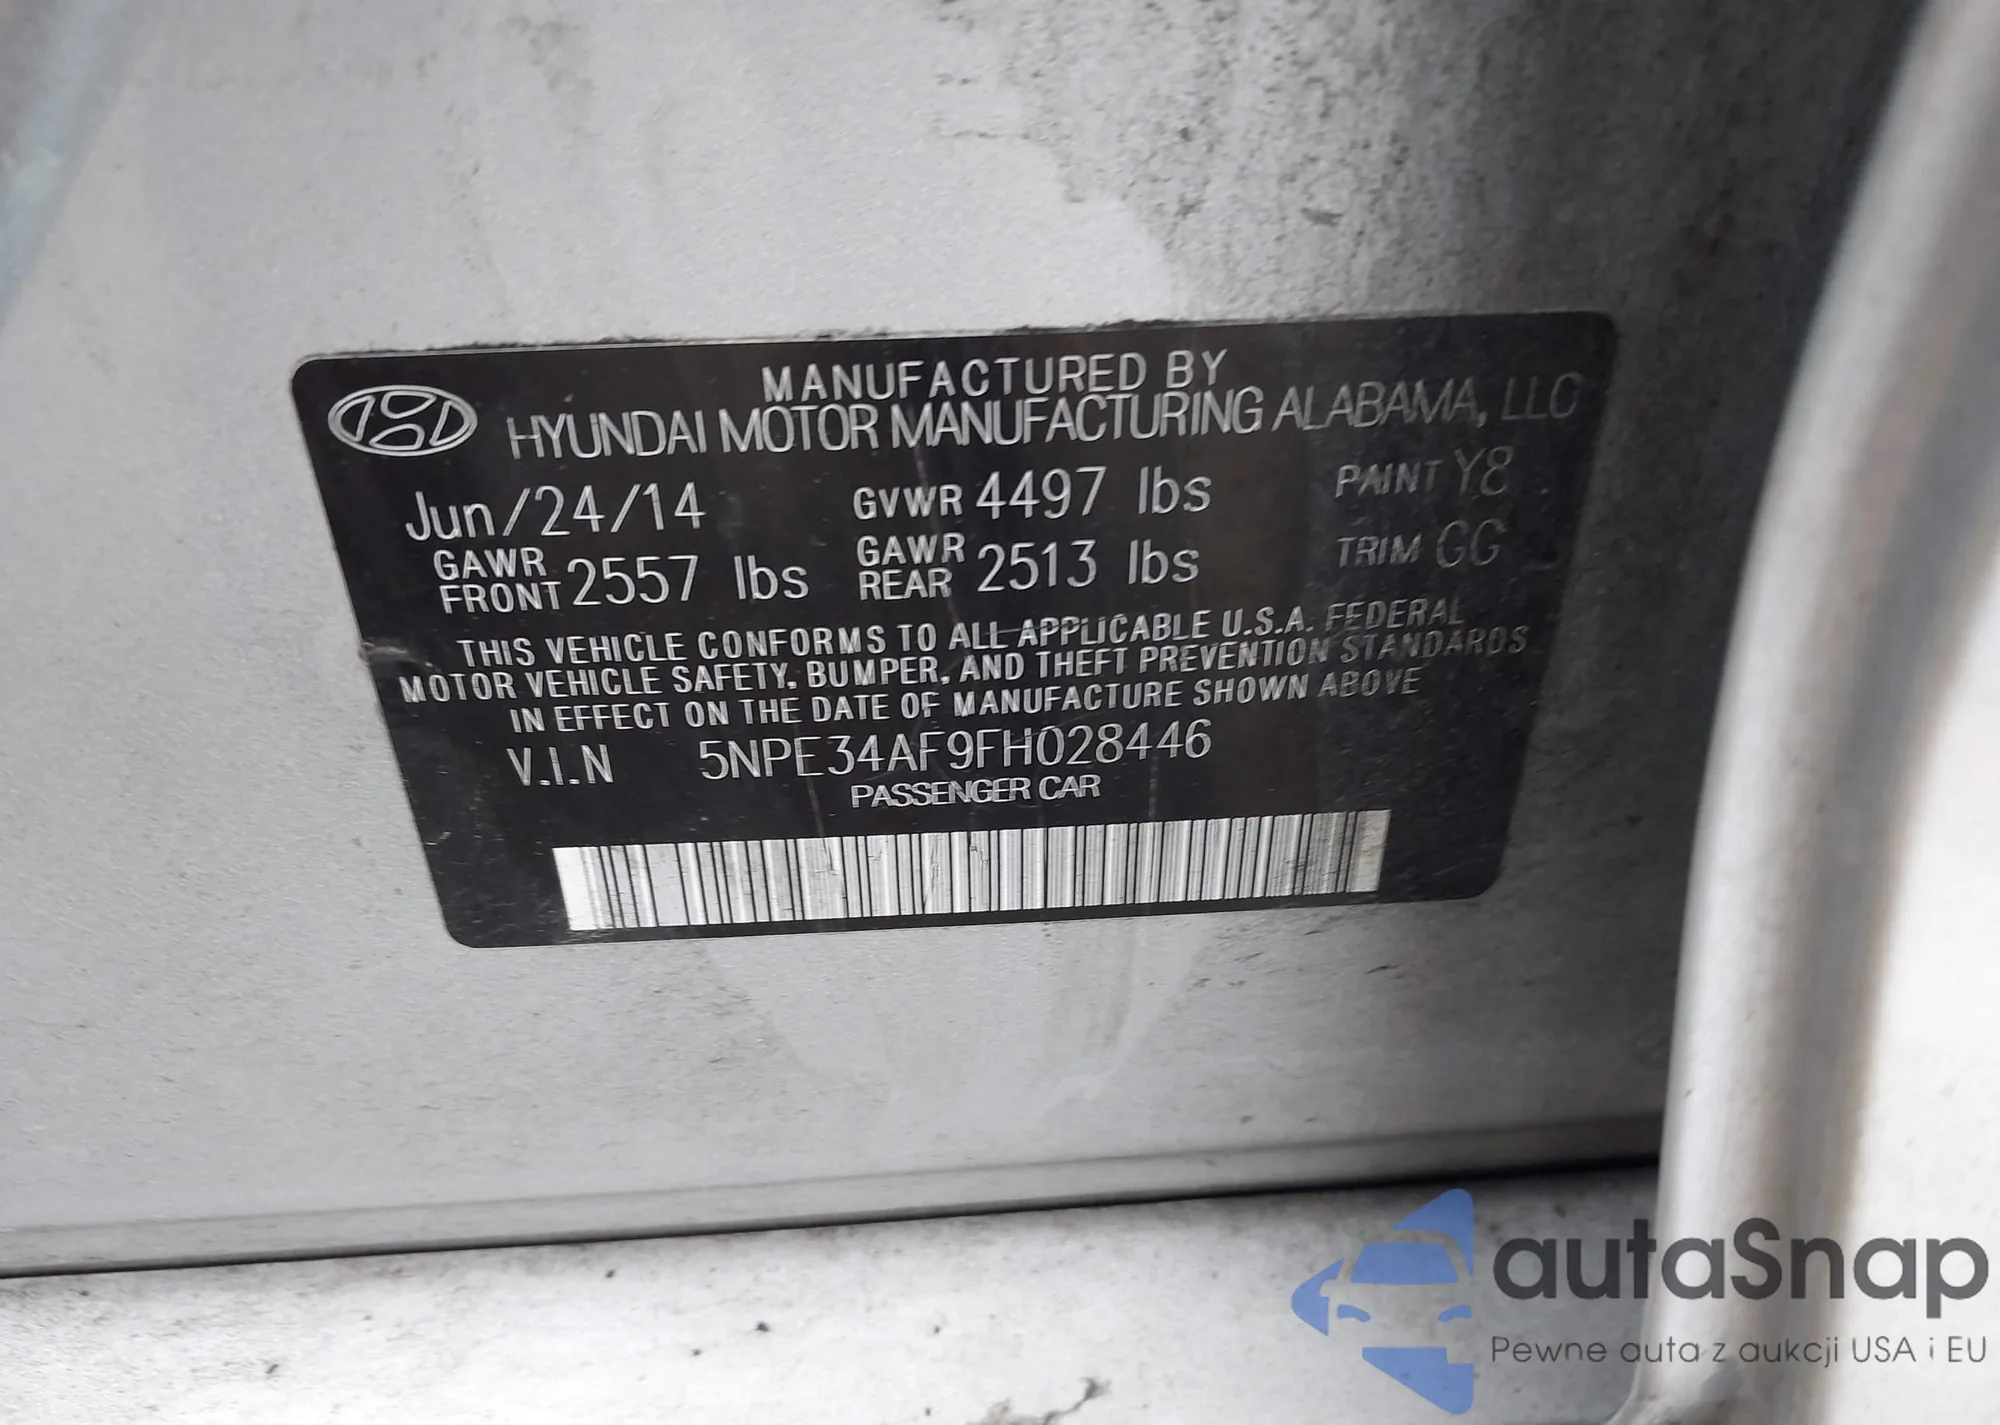 MANUFACTURED BY
HYUNDAI MOTOR MANUFACTURING ALABAMA, LLC
Jun/24/14 GVWR 4497 lbs PAINT Y8
GAWR FRONT 2557 lbs GAWR REAR 2513 lbs TRIM GG
THIS VEHICLE CONFORMS TO ALL APPLICABLE U.S.A. FEDERAL
MOTOR VEHICLE SAFETY, BUMPER, AND THEFT PREVENTION STANDARDS
IN EFFECT ON THE DATE OF MANUFACTURE SHOWN ABOVE
V.I.N 5NPE34AF9FH028446
PASSENGER CAR
autaSnap
Pewne auta z aukcji USA i EU